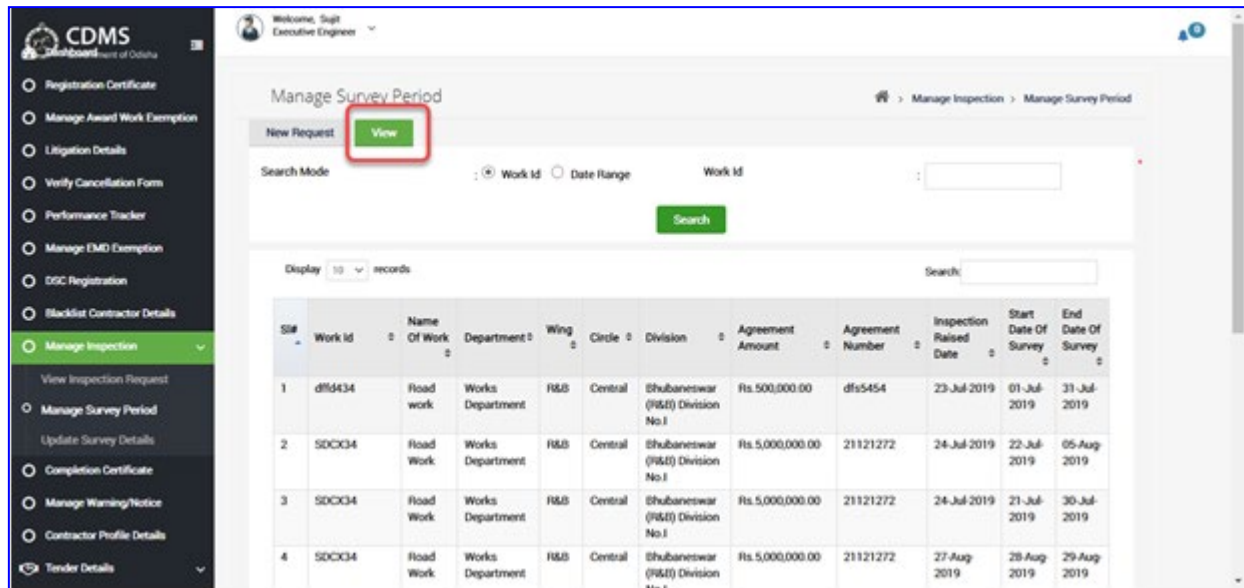 CDMS
Dashboard
ment of Odisha
Welcome, Sujit
Executive Engineer
0
Registration Certificate
Manage Award Work Exemption
Litigation Details
Verify Cancellation Form
Performance Tracker
Manage EMD Exemption
DSC Registration
Blacklist Contractor Details
Manage Inspection
View Inspection Request
Manage Survey Period
Update Survey Details
Completion Certificate
Manage Warning/Notice
Contractor Profile Details
Tender Details
Manage Survey Period
> Manage Inspection > Manage Survey Period
New Request View
Search Mode : Work Id Date Range Work Id : *
Search
Display 10 records Search:
Sl# Work Id Name Of Work Department Wing Circle Division Agreement Amount Agreement Number Inspection Raised Date Start Date Of Survey End Date Of Survey
1 dffd434 Road work Works Department R&B Central Bhubaneswar (R&B) Division No.I Rs.500,000.00 dfs5454 23-Jul-2019 01-Jul-2019 31-Jul-2019
2 SDCX34 Road Work Works Department R&B Central Bhubaneswar (R&B) Division No.I Rs.5,000,000.00 21121272 24-Jul-2019 22-Jul-2019 05-Aug-2019
3 SDCX34 Road Work Works Department R&B Central Bhubaneswar (R&B) Division No.I Rs.5,000,000.00 21121272 24-Jul-2019 21-Jul-2019 30-Jul-2019
4 SDCX34 Road Work Works Department R&B Central Bhubaneswar (R&B) Division Rs.5,000,000.00 21121272 27-Aug-2019 28-Aug-2019 29-Aug-2019